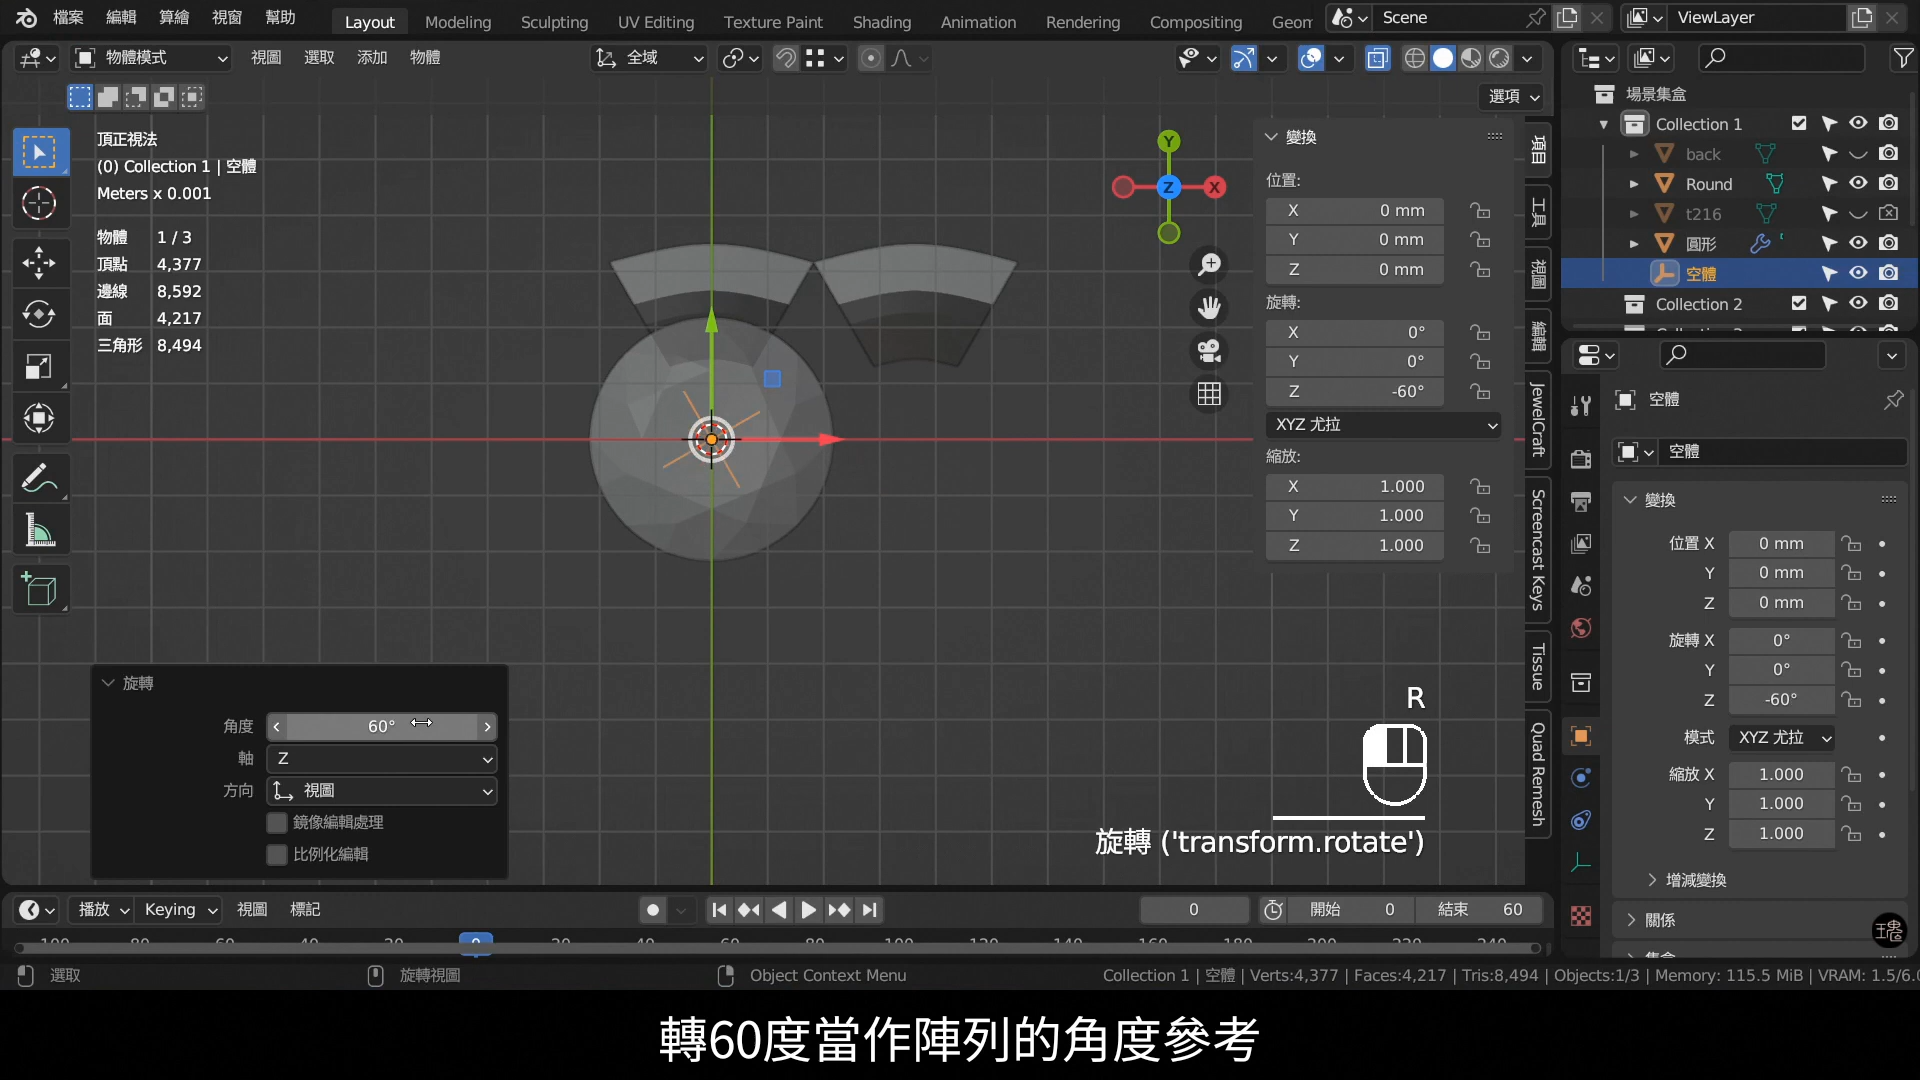 檔案 編輯 算繪 視窗 幫助 Layout Modeling Sculpting UV Editing Texture Paint Shading Animation Rendering Compositing Geom Scene ViewLayer
物體模式 視圖 選取 添加 物體 全域
選項
頂正視法
(0) Collection 1 | 空體
Meters x 0.001
物體 1 / 3
頂點 4,377
邊線 8,592
面 4,217
三角形 8,494
Y
Z
X
變換
位置:
X 0 mm
Y 0 mm
Z 0 mm
旋轉:
X 0°
Y 0°
Z -60°
XYZ 尤拉
縮放:
X 1.000
Y 1.000
Z 1.000
項目
工具
視圖
編輯
JewelCraft
Screencast Keys
Tissue
Quad Remesh
場景集盒
Collection 1
back
Round
t216
圓形
空體
Collection 2
空體
空體
變換
位置 X 0 mm
Y 0 mm
Z 0 mm
旋轉 X 0°
Y 0°
Z -60°
模式 XYZ 尤拉
縮放 X 1.000
Y 1.000
Z 1.000
增減變換
關係
旋轉
角度 60°
軸 Z
方向 視圖
鏡像編輯處理
比例化編輯
R
旋轉 ('transform.rotate')
播放 Keying 視圖 標記 0 開始 0 結束 60
選取 旋轉視圖 Object Context Menu Collection 1 | 空體 | Verts:4,377 | Faces:4,217 | Tris:8,494 | Objects:1/3 | Memory: 115.5 MiB | VRAM: 1.5/6.0
轉60度當作陣列的角度參考